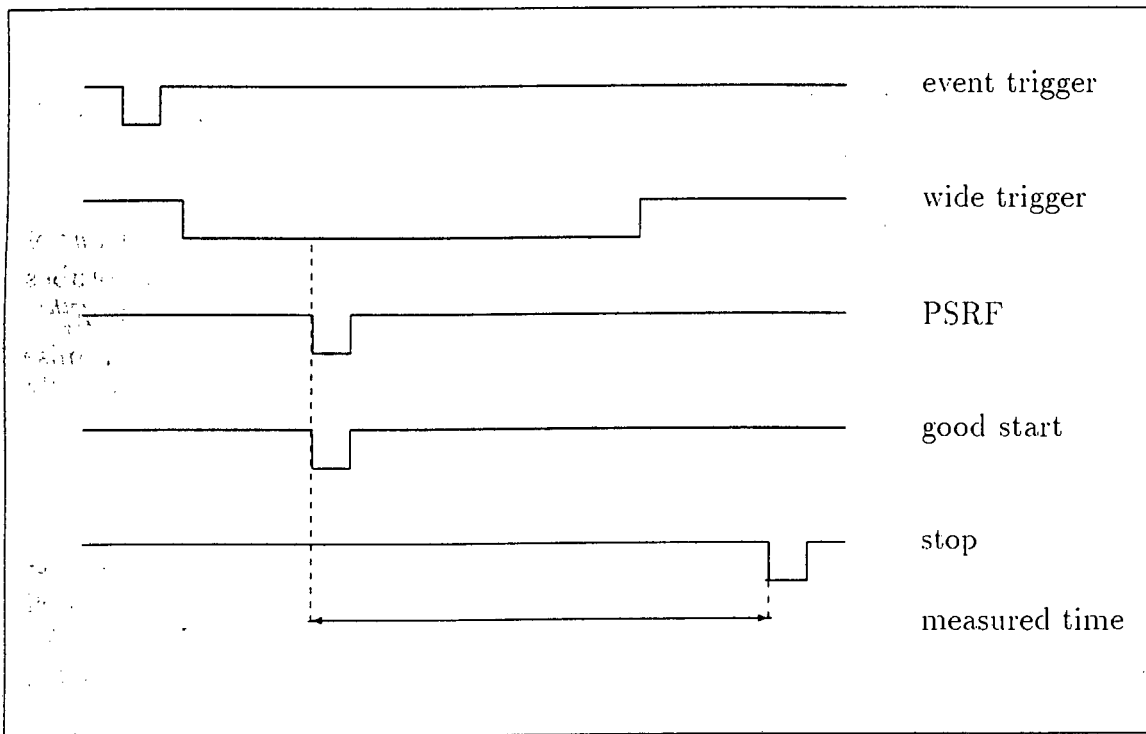 event trigger
wide trigger
PSRF
good start
stop
measured time